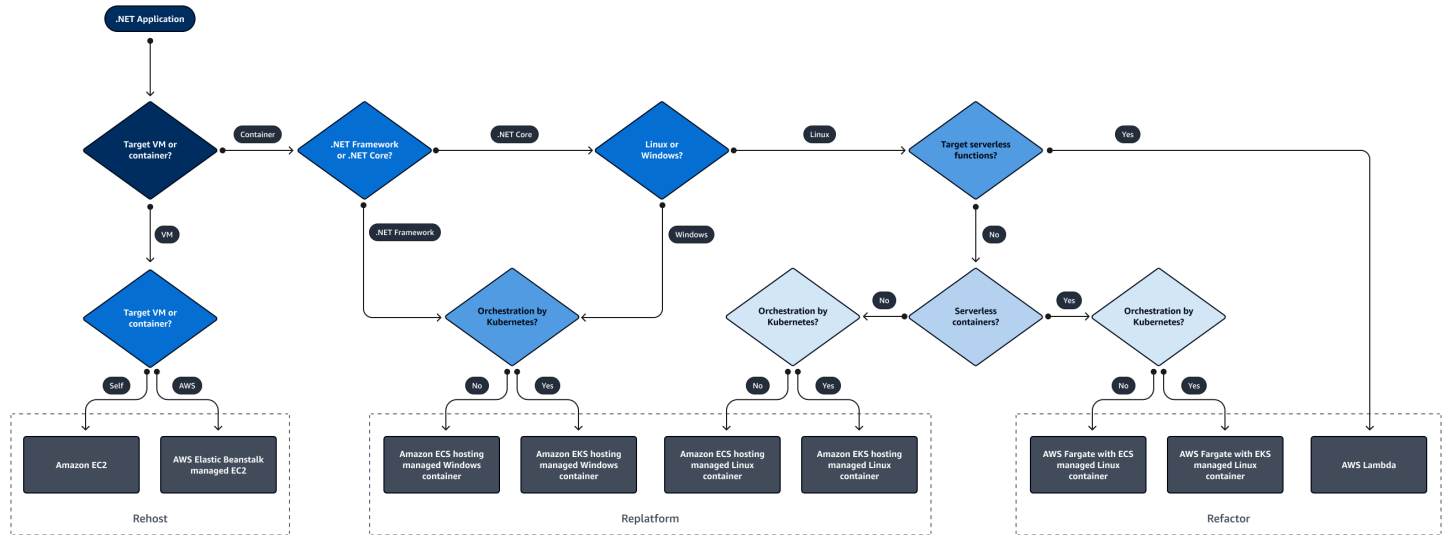 .NET Application
Target VM or
container?
Container
.NET Framework
or .NET Core?
.NET Core
Linux or
Windows?
Linux
Target serverless
functions?
Yes
VM
.NET Framework
Windows
No
Target VM or
container?
Orchestration by
Kubernetes?
Orchestration by
Kubernetes?
No
Serverless
containers?
Yes
Orchestration by
Kubernetes?
Self
AWS
No
Yes
No
Yes
No
Yes
Amazon EC2
AWS Elastic Beanstalk
managed EC2
Amazon ECS hosting
managed Windows
container
Amazon EKS hosting
managed Windows
container
Amazon ECS hosting
managed Linux
container
Amazon EKS hosting
managed Linux
container
AWS Fargate with ECS
managed Linux
container
AWS Fargate with EKS
managed Linux
container
AWS Lambda
Rehost
Replatform
Refactor